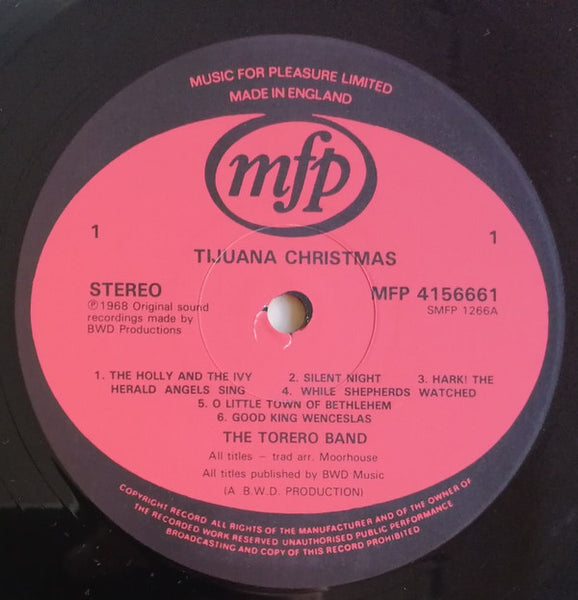 MUSIC FOR PLEASURE LIMITED
MADE IN ENGLAND
mfp
1
1
TIJUANA CHRISTMAS
STEREO
MFP 4156661
Ⓟ1968 Original sound
SMFP 1266A
recordings made by
BWD Productions
1. THE HOLLY AND THE IVY 2. SILENT NIGHT 3. HARK! THE
HERALD ANGELS SING 4. WHILE SHEPHERDS WATCHED
5. O LITTLE TOWN OF BETHLEHEM
6. GOOD KING WENCESLAS
THE TORERO BAND
All titles – trad arr. Moorhouse
All titles published by BWD Music
(A B.W.D. PRODUCTION)
COPYRIGHT RECORD ALL RIGHTS OF THE MANUFACTURER AND OF THE OWNER OF
THE RECORDED WORK RESERVED UNAUTHORISED PUBLIC PERFORMANCE
BROADCASTING AND COPY OF THIS RECORD PROHIBITED